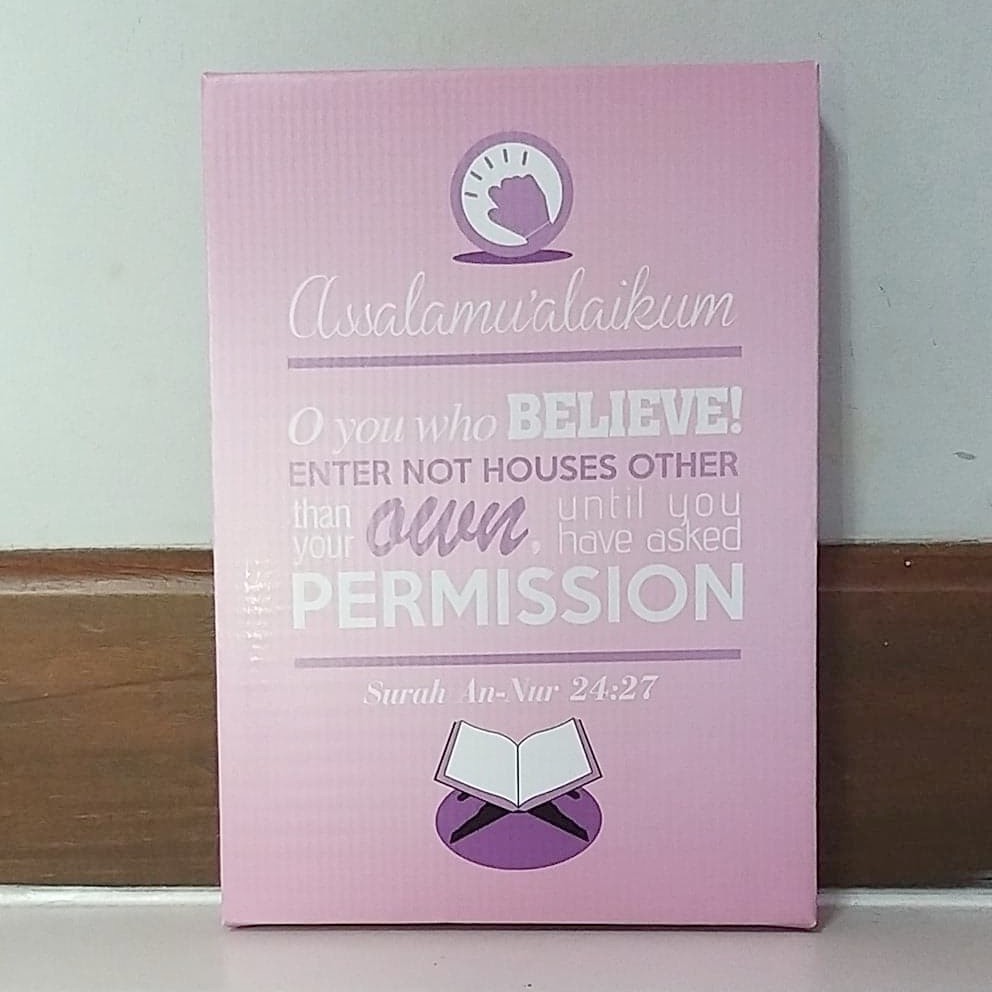 Assalamu'alaikum
O you who BELIEVE!
ENTER NOT HOUSES OTHER
than your own, until you have asked
PERMISSION
Surah An-Nur 24:27